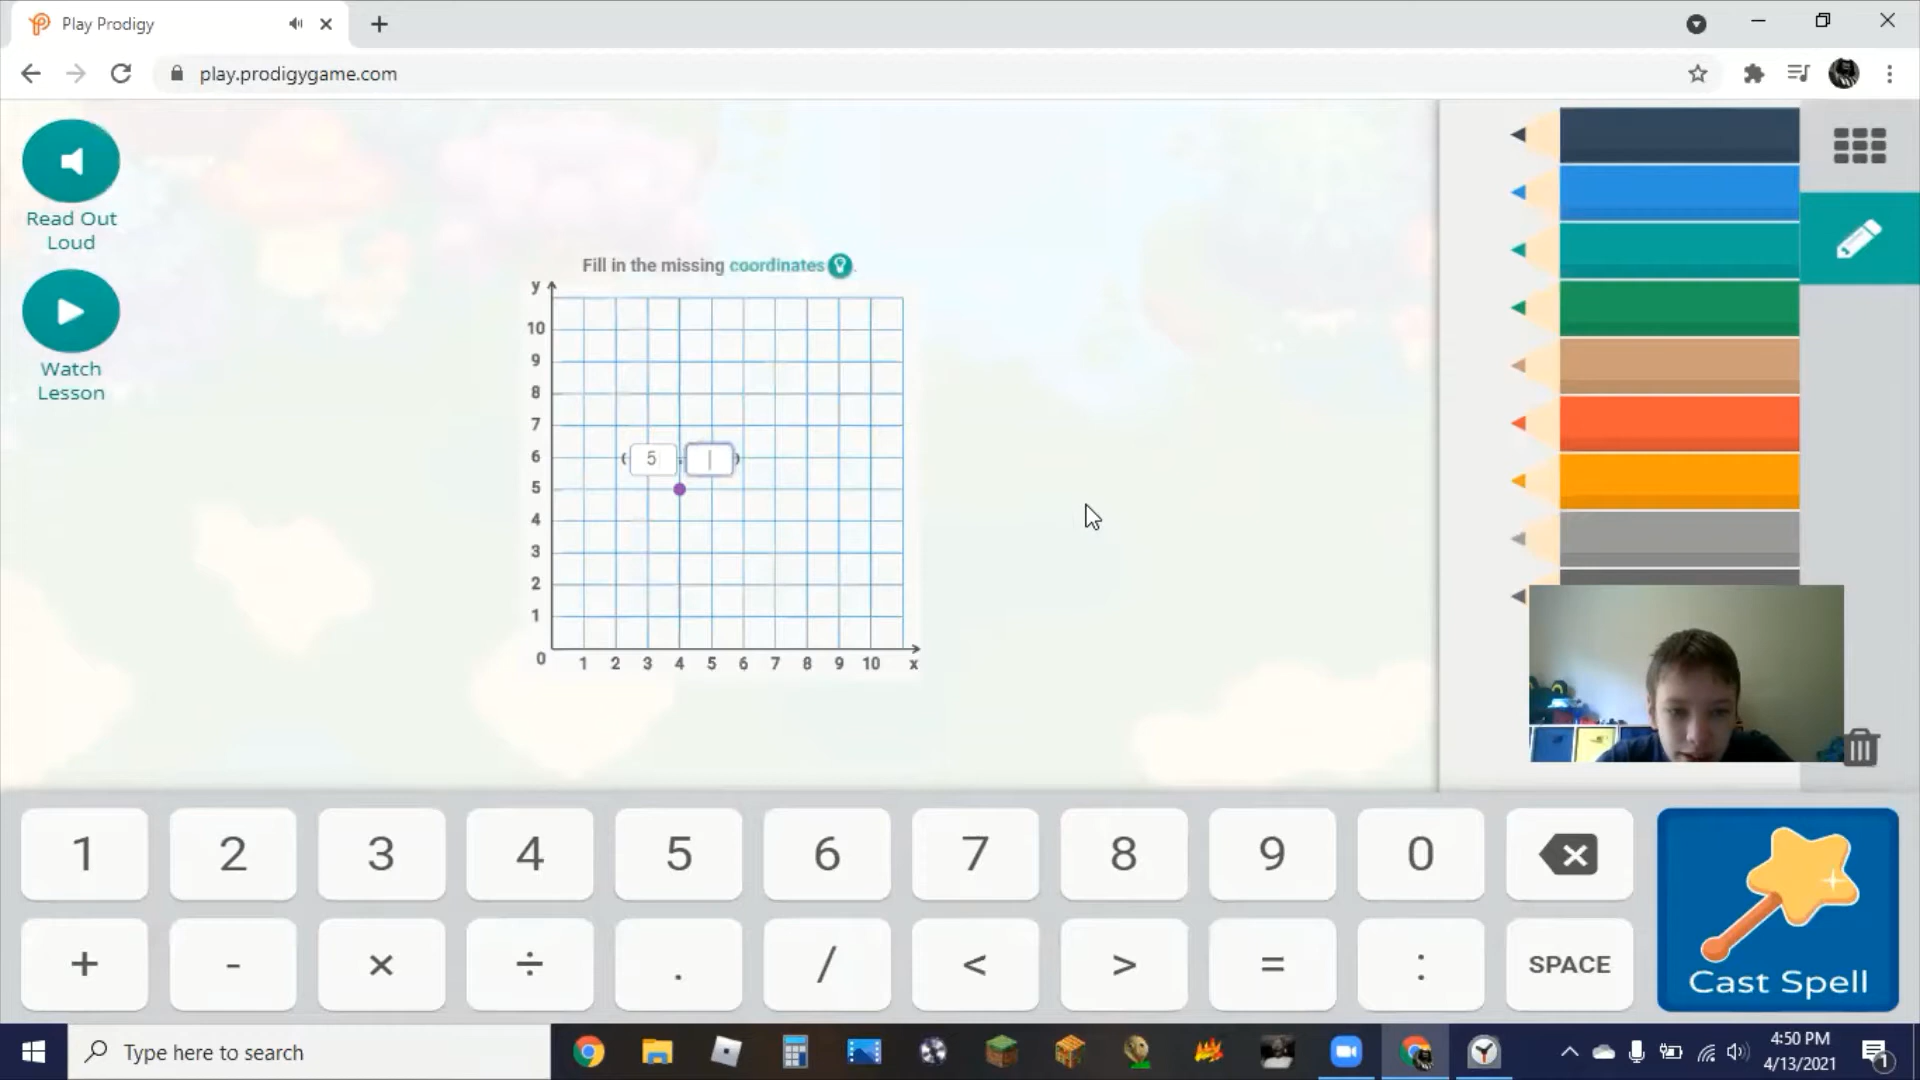 Play Prodigy
play.prodigygame.com
Read Out
Loud
Watch
Lesson
Fill in the missing coordinates.
y
10
9
8
7
6
5
4
3
2
1
0
( 5 , )
1 2 3 4 5 6 7 8 9 10 x
1 2 3 4 5 6 7 8 9 0
+ - × ÷ . / < > = : SPACE
Cast Spell
Type here to search
4:50 PM
4/13/2021
1